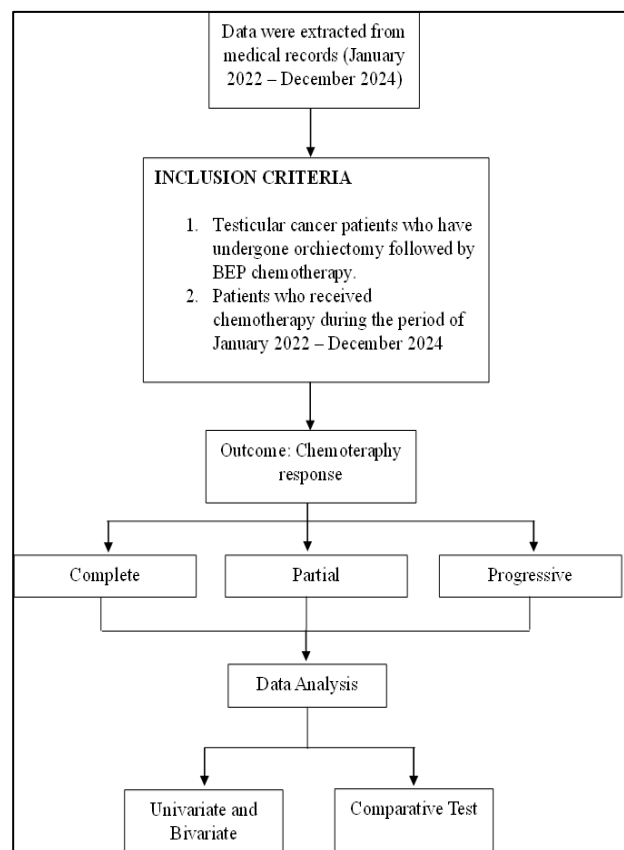 Data were extracted from
medical records (January
2022 – December 2024)
INCLUSION CRITERIA
1. Testicular cancer patients who have
undergone orchiectomy followed by
BEP chemotherapy.
2. Patients who received
chemotherapy during the period of
January 2022 – December 2024
Outcome: Chemoteraphy
response
Complete
Partial
Progressive
Data Analysis
Univariate and
Bivariate
Comparative Test